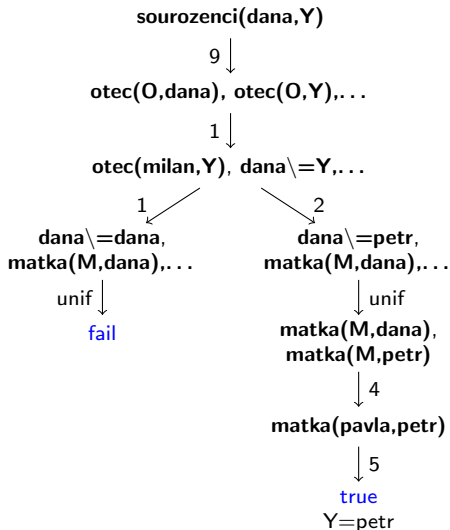 sourozenci(dana,Y)
9
otec(O,dana), otec(O,Y),...
1
otec(milan,Y), dana\=Y,...
1
2
dana\=dana,
matka(M,dana),...
dana\=petr,
matka(M,dana),...
unif
unif
fail
matka(M,dana),
matka(M,petr)
4
matka(pavla,petr)
5
true
Y=petr